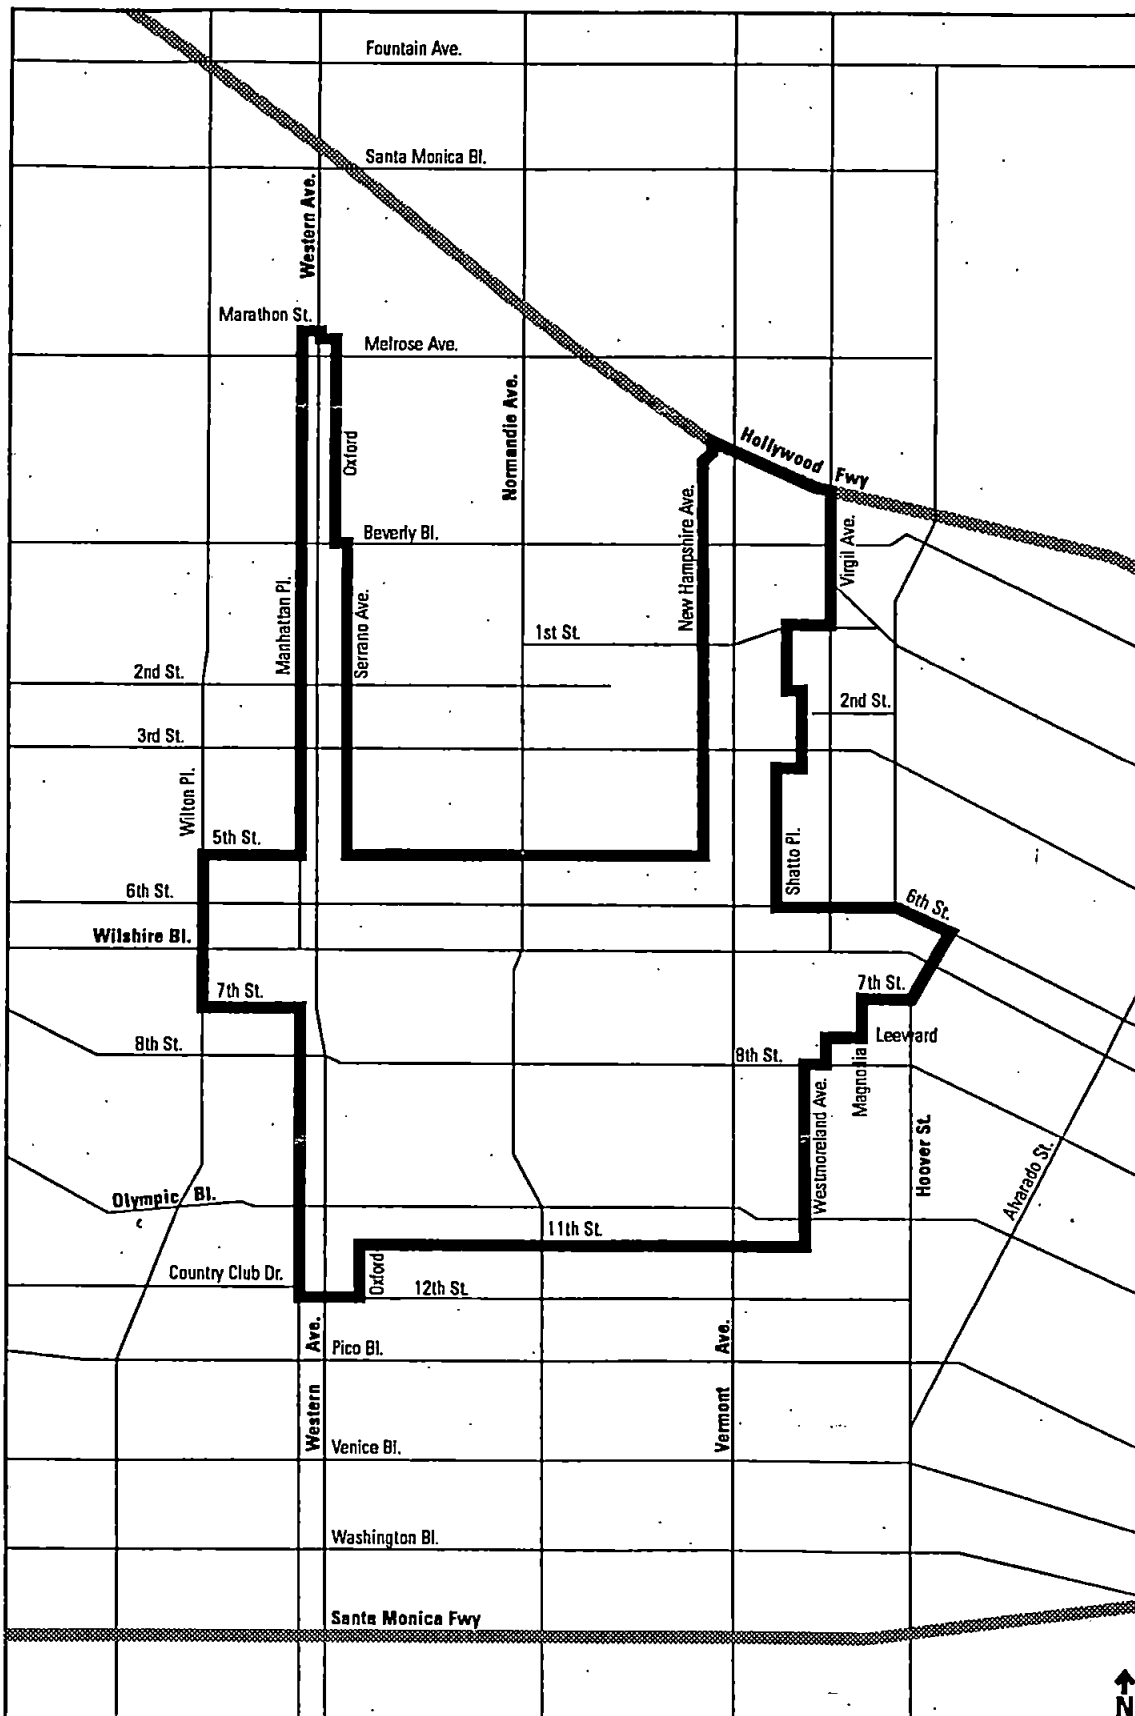 Fountain Ave.
Santa Monica Bl.
Western Ave.
Marathon St.
Melrose Ave.
Normandie Ave.
Oxford
Hollywood Fwy
Beverly Bl.
New Hampshire Ave.
Virgil Ave.
Manhattan Pl.
Serrano Ave.
1st St.
2nd St.
2nd St.
3rd St.
Wilton Pl.
5th St.
Shatto Pl.
6th St.
6th St.
Wilshire Bl.
7th St.
7th St.
8th St.
8th St.
Leeward
Magnolia
Westmoreland Ave.
Hoover St.
Alvarado St.
Olympic Bl.
11th St.
Country Club Dr.
Oxford
12th St.
Western Ave.
Pico Bl.
Vermont Ave.
Venice Bl.
Washington Bl.
Santa Monica Fwy
N